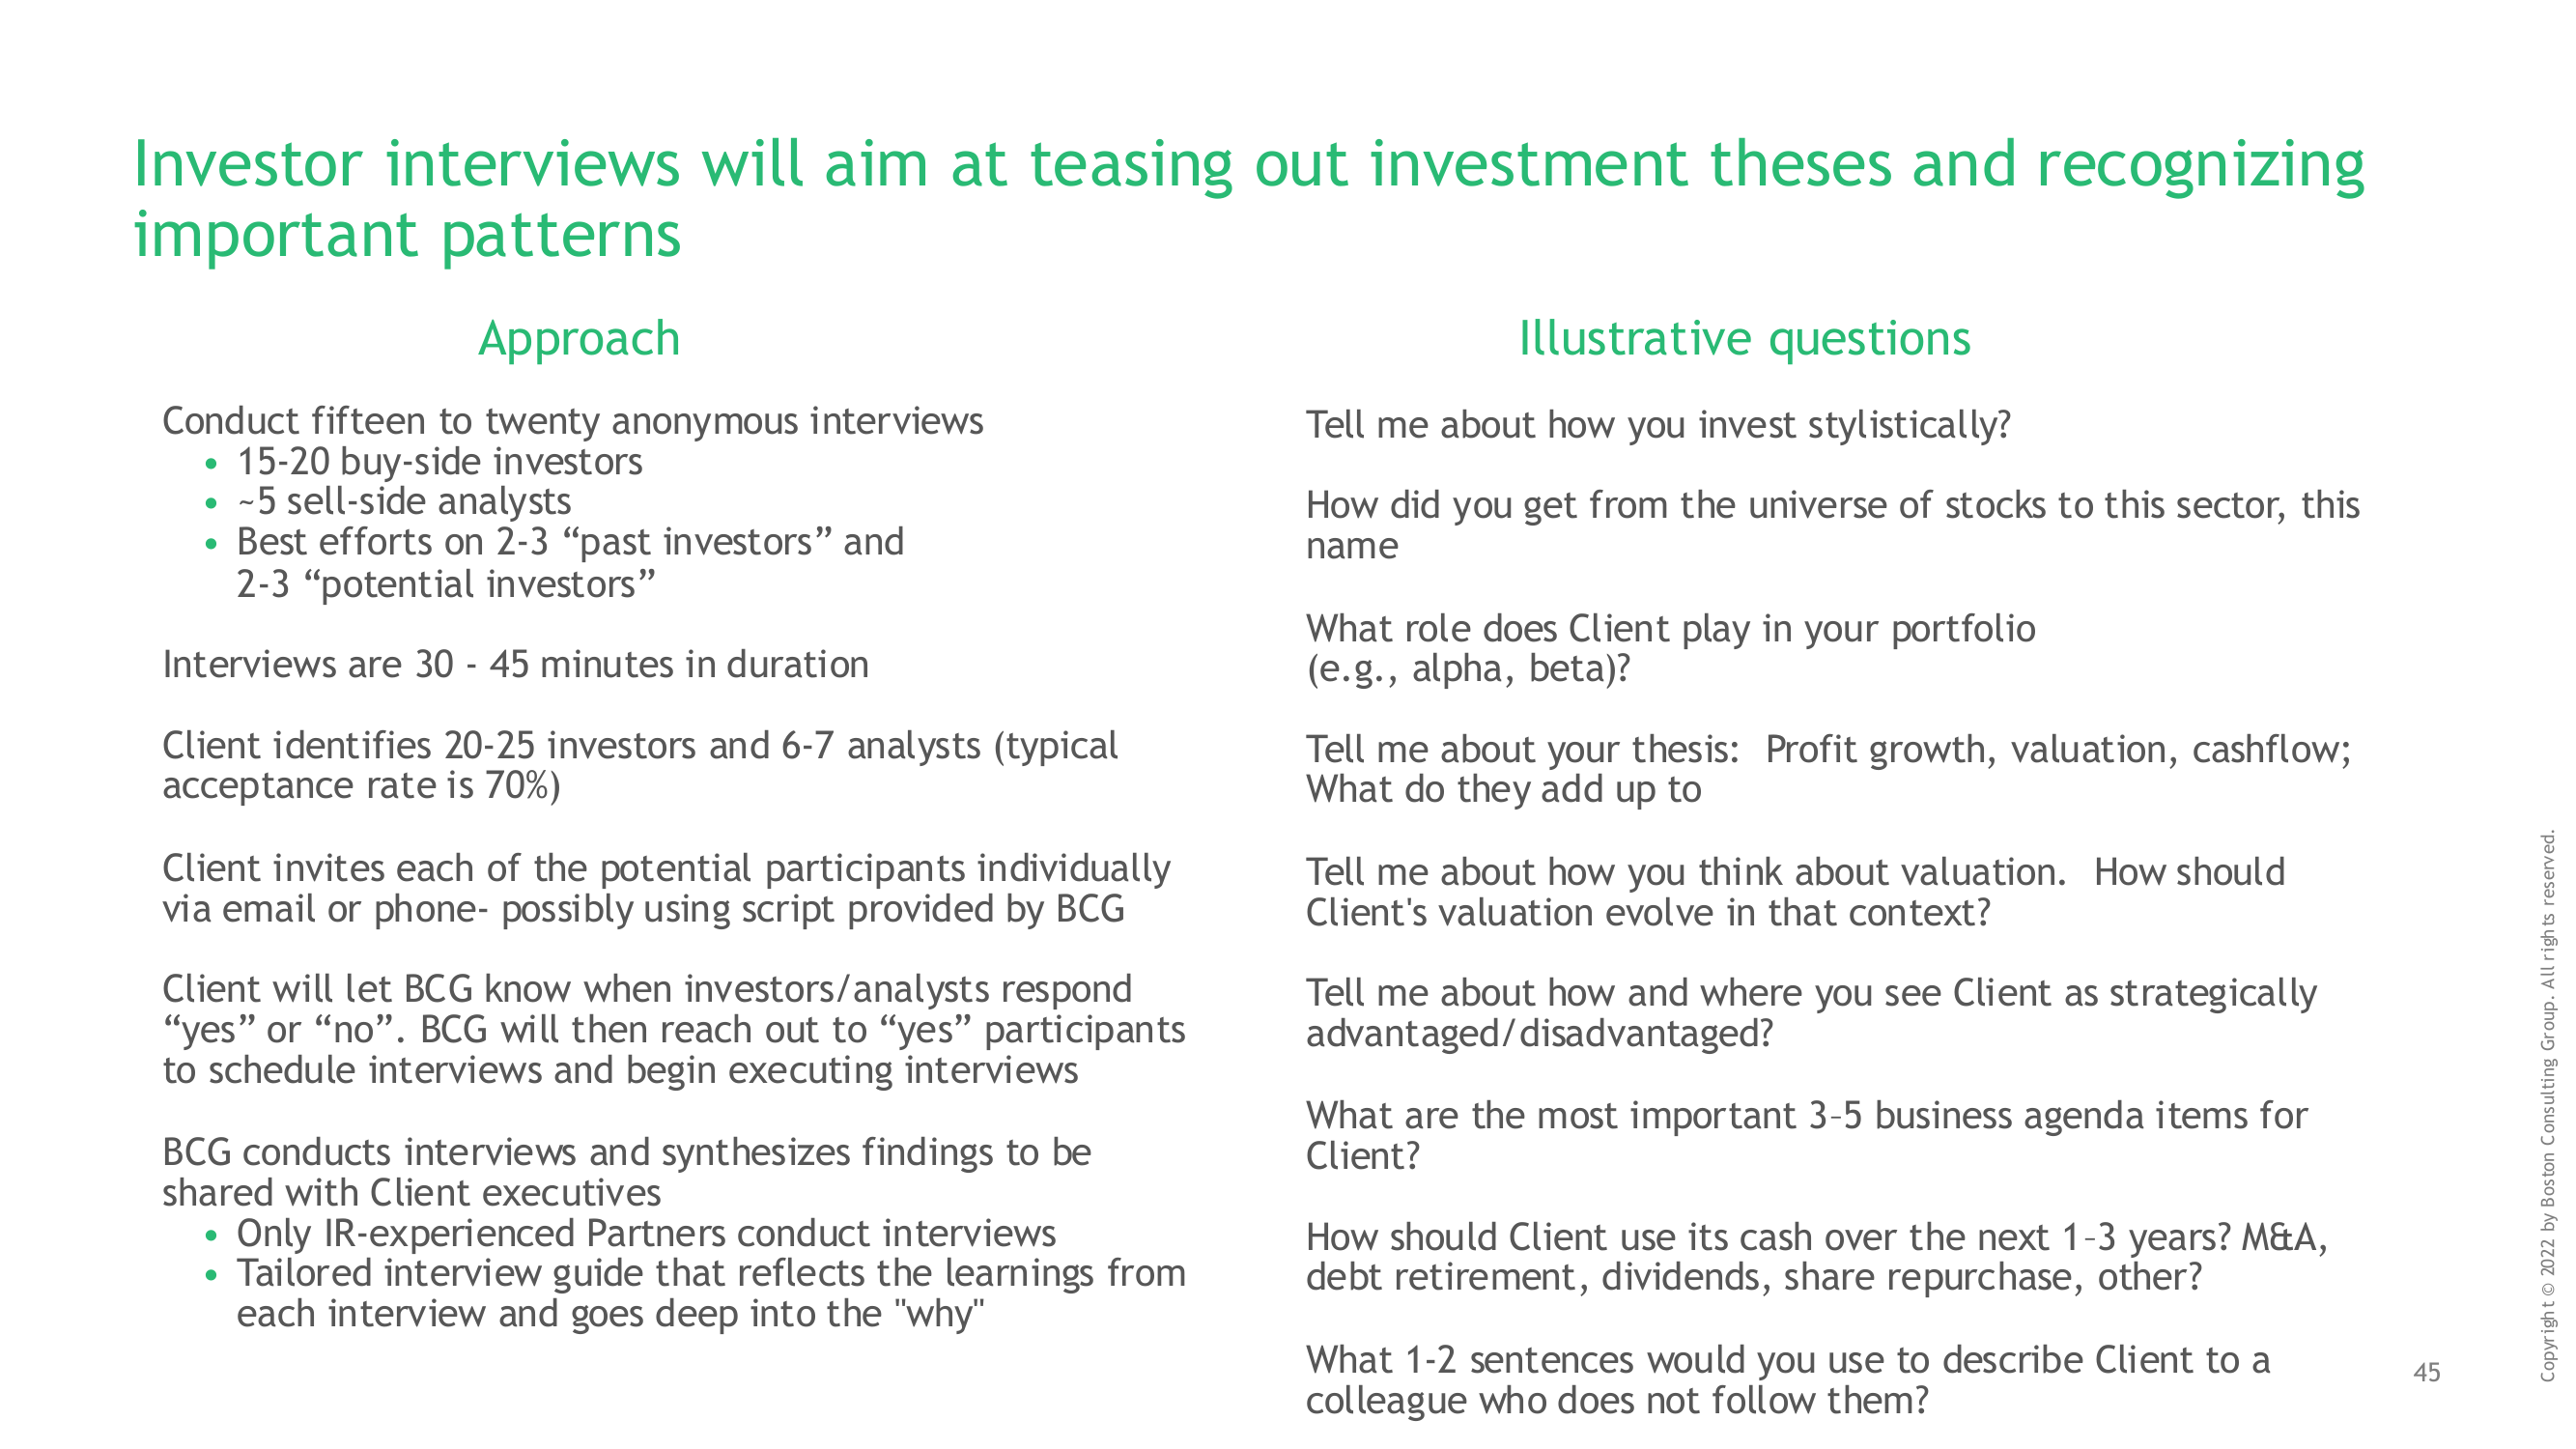 Investor interviews will aim at teasing out investment theses and recognizing
important patterns
Approach
Conduct fifteen to twenty anonymous interviews
• 15-20 buy-side investors
• ~5 sell-side analysts
• Best efforts on 2-3 “past investors” and
2-3 “potential investors”
Interviews are 30 - 45 minutes in duration
Client identifies 20-25 investors and 6-7 analysts (typical
acceptance rate is 70%)
Client invites each of the potential participants individually
via email or phone- possibly using script provided by BCG
Client will let BCG know when investors/analysts respond
“yes” or “no”. BCG will then reach out to “yes” participants
to schedule interviews and begin executing interviews
BCG conducts interviews and synthesizes findings to be
shared with Client executives
• Only IR-experienced Partners conduct interviews
• Tailored interview guide that reflects the learnings from
each interview and goes deep into the "why"
Illustrative questions
Tell me about how you invest stylistically?
How did you get from the universe of stocks to this sector, this
name
What role does Client play in your portfolio
(e.g., alpha, beta)?
Tell me about your thesis:  Profit growth, valuation, cashflow;
What do they add up to
Tell me about how you think about valuation.  How should
Client's valuation evolve in that context?
Tell me about how and where you see Client as strategically
advantaged/disadvantaged?
What are the most important 3–5 business agenda items for
Client?
How should Client use its cash over the next 1–3 years? M&A,
debt retirement, dividends, share repurchase, other?
What 1-2 sentences would you use to describe Client to a
colleague who does not follow them?
45
Copyright © 2022 by Boston Consulting Group. All rights reserved.